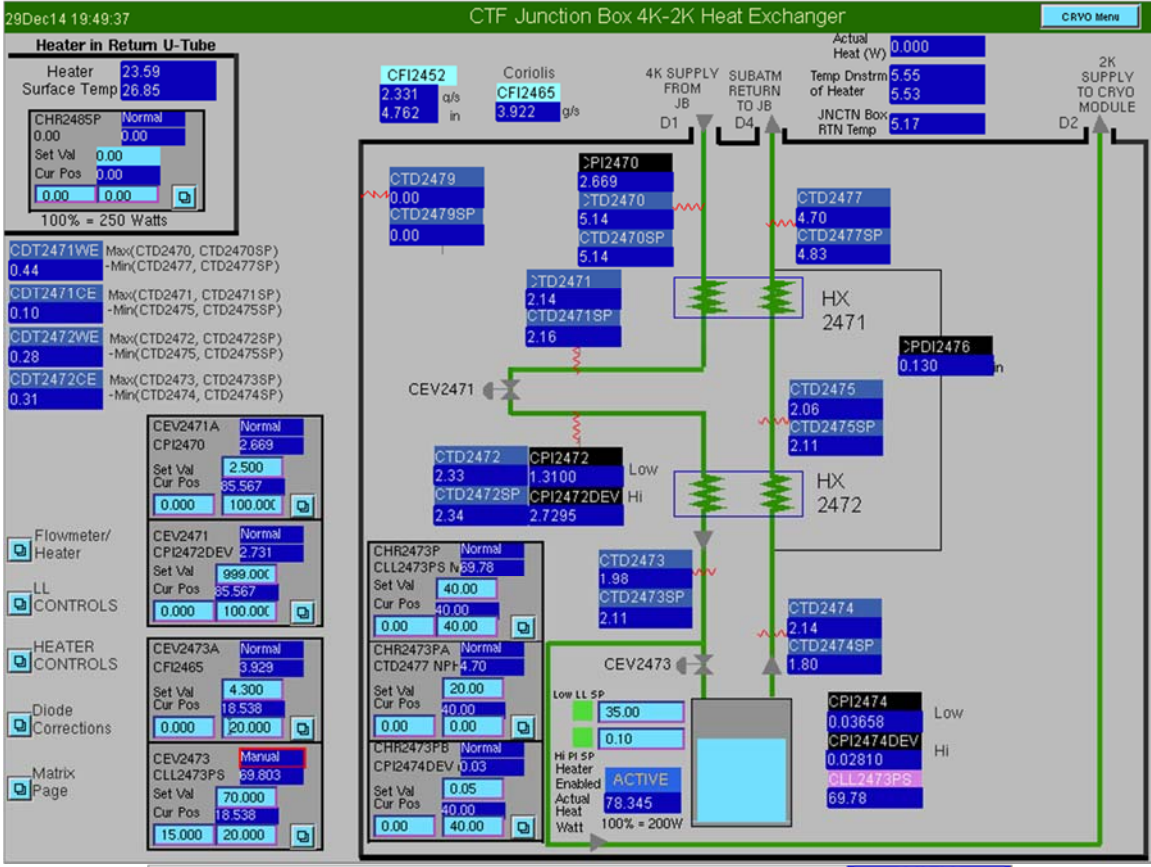 29Dec14 19:49:37
CTF Junction Box 4K-2K Heat Exchanger
CRYO Menu
Heater in Return U-Tube
Heater
Surface Temp
23.59
26.85
CHR2485P Normal
0.00 0.00
Set Val 0.00
Cur Pos 0.00
0.00 0.00
100% = 250 Watts
CFI2452
2.331 g/s
4.762 in
Coriolis
CFI2465
3.922 g/s
4K SUPPLY
FROM
JB
D1
SUBATM
RETURN
TO JB
D4
Actual
Heat (W) 0.000
Temp Dnstrm 5.55
of Heater 5.53
JNCTN Box
RTN Temp 5.17
2K
SUPPLY
TO CRYO
MODULE
D2
CDT2471WE Max(CTD2470, CTD2470SP)
0.44 -Min(CTD2477, CTD2477SP)
CDT2471CE Max(CTD2471, CTD2471SP)
0.10 -Min(CTD2475, CTD2475SP)
CDT2472WE Max(CTD2472, CTD2472SP)
0.28 -Min(CTD2475, CTD2475SP)
CDT2472CE Max(CTD2473, CTD2473SP)
0.31 -Min(CTD2474, CTD2474SP)
CTD2479
0.00
CTD2479SP
0.00
CPI2470
2.669
CTD2470
5.14
CTD2470SP
5.14
CTD2477
4.70
CTD2477SP
4.83
CTD2471
2.14
CTD2471SP
2.16
HX
2471
CPDI2476
0.130 in
CEV2471
CTD2475
2.06
CTD2475SP
2.11
CTD2472
2.33
CTD2472SP
2.34
CPI2472
1.3100 Low
CPI2472DEV Hi
2.7295
HX
2472
CEV2471A Normal
CPI2470 2.669
Set Val 2.500
Cur Pos 85.567
0.000 100.000
CEV2471 Normal
CPI2472DEV 2.731
Set Val 999.000
Cur Pos 85.567
0.000 100.000
CEV2473A Normal
CFI2465 3.929
Set Val 4.300
Cur Pos 18.538
0.000 20.000
CEV2473 Manual
CLL2473PS 69.803
Set Val 70.000
Cur Pos 18.538
15.000 20.000
Flowmeter/
Heater
LL
CONTROLS
HEATER
CONTROLS
Diode
Corrections
Matrix
Page
CHR2473P Normal
CLL2473PS N 69.78
Set Val 40.00
Cur Pos 40.00
0.00 40.00
CHR2473PA Normal
CTD2477 NPH 4.70
Set Val 20.00
Cur Pos 40.00
0.00 0.00
CHR2473PB Normal
CPI2474DEV 0.03
Set Val 0.05
Cur Pos 40.00
0.00 40.00
CTD2473
1.98
CTD2473SP
2.11
CTD2474
2.14
CTD2474SP
1.80
CEV2473
Low LL SP
35.00
0.10
Hi PI SP
Heater
Enabled ACTIVE
Actual
Heat 78.345
Watt 100% = 200W
CPI2474
0.03658 Low
CPI2474DEV
0.02810 Hi
CLL2473PS
69.78